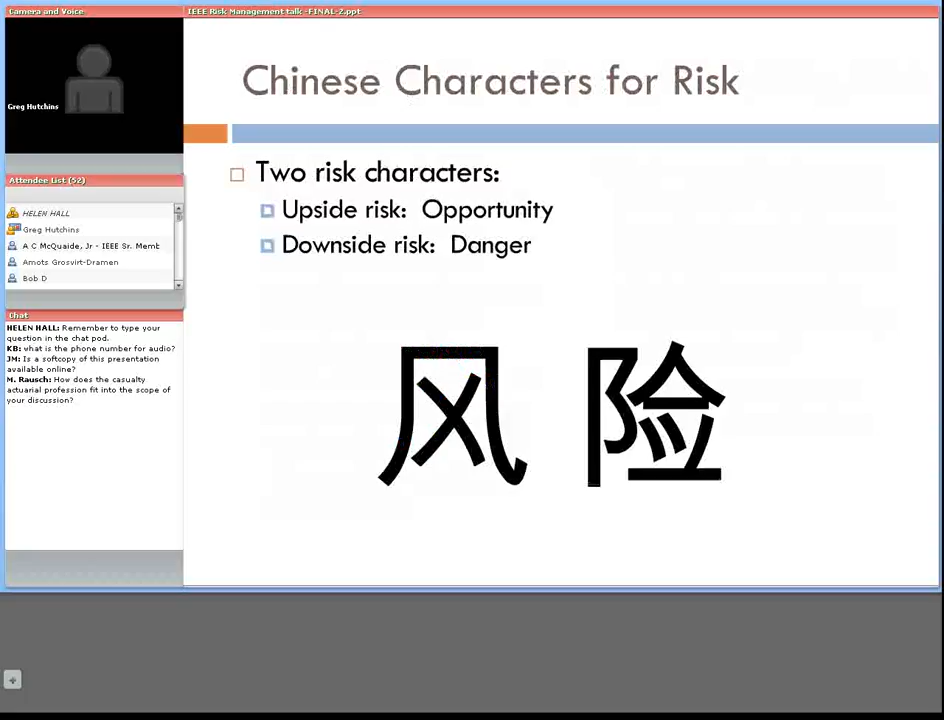 Camera and Voice
IEEE Risk Management talk -FINAL-2.ppt
Greg Hutchins
Attendee List (52)
HELEN HALL
Greg Hutchins
A C McQuaide, Jr - IEEE Sr. Memb
Amots Grosvirt-Dramen
Bob D
Chat
HELEN HALL: Remember to type your
question in the chat pod.
KB: what is the phone number for audio?
JM: Is a softcopy of this presentation
available online?
M. Rausch: How does the casualty
actuarial profession fit into the scope of
your discussion?
Chinese Characters for Risk
Two risk characters:
Upside risk: Opportunity
Downside risk: Danger
风险